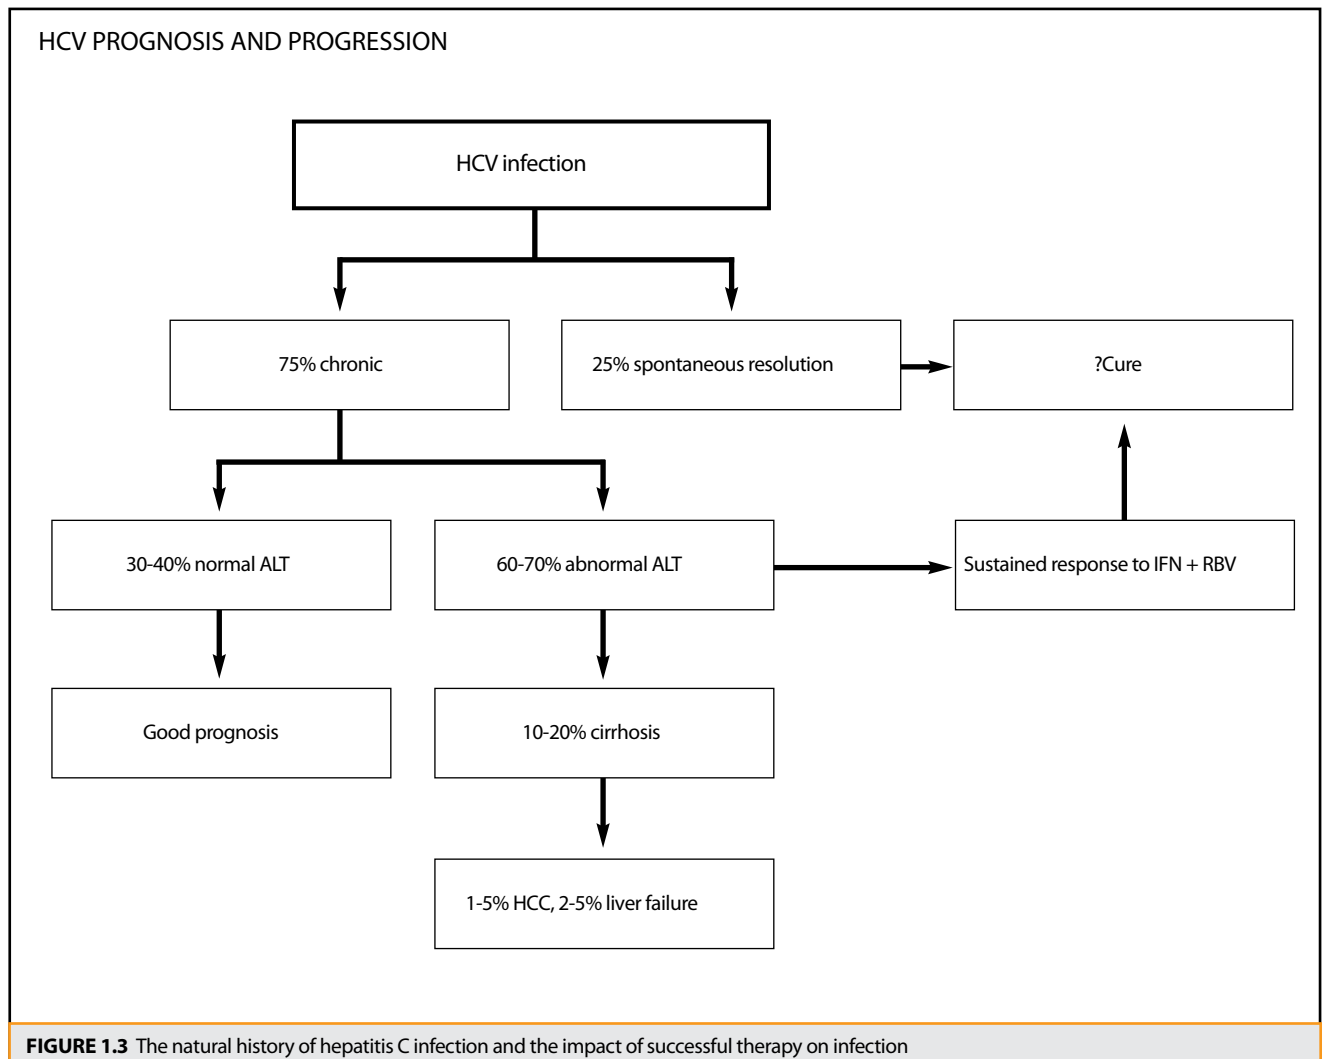 HCV PROGNOSIS AND PROGRESSION
HCV infection
75% chronic
25% spontaneous resolution
?Cure
30-40% normal ALT
60-70% abnormal ALT
Sustained response to IFN + RBV
Good prognosis
10-20% cirrhosis
1-5% HCC, 2-5% liver failure
FIGURE 1.3 The natural history of hepatitis C infection and the impact of successful therapy on infection